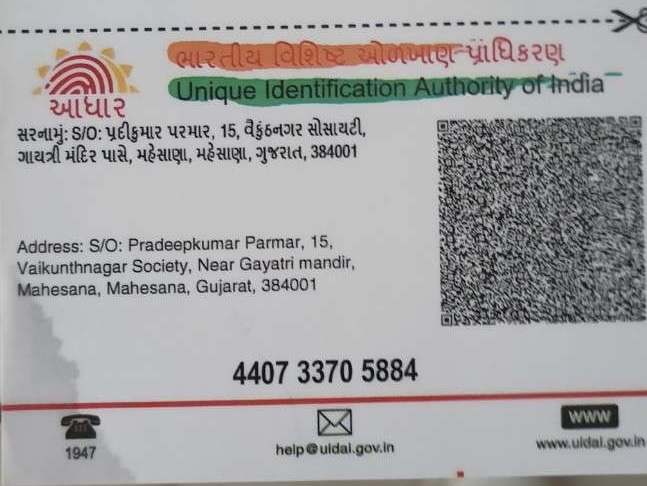 ભારતીય વિશિષ્ટ ઓળખાણ પ્રાધિકરણ
Unique Identification Authority of India
આધાર
સરનામું: S/O: પ્રદીકુમાર પરમાર, 15, વૈકુંઠનગર સોસાયટી,
ગાયત્રી મંદિર પાસે, મહેસાણા, મહેસાણા, ગુજરાત, 384001
Address: S/O: Pradeepkumar Parmar, 15,
Vaikunthnagar Society, Near Gayatri mandir,
Mahesana, Mahesana, Gujarat, 384001
4407 3370 5884
1947
help@uidai.gov.in
WWW
www.uidai.gov.in